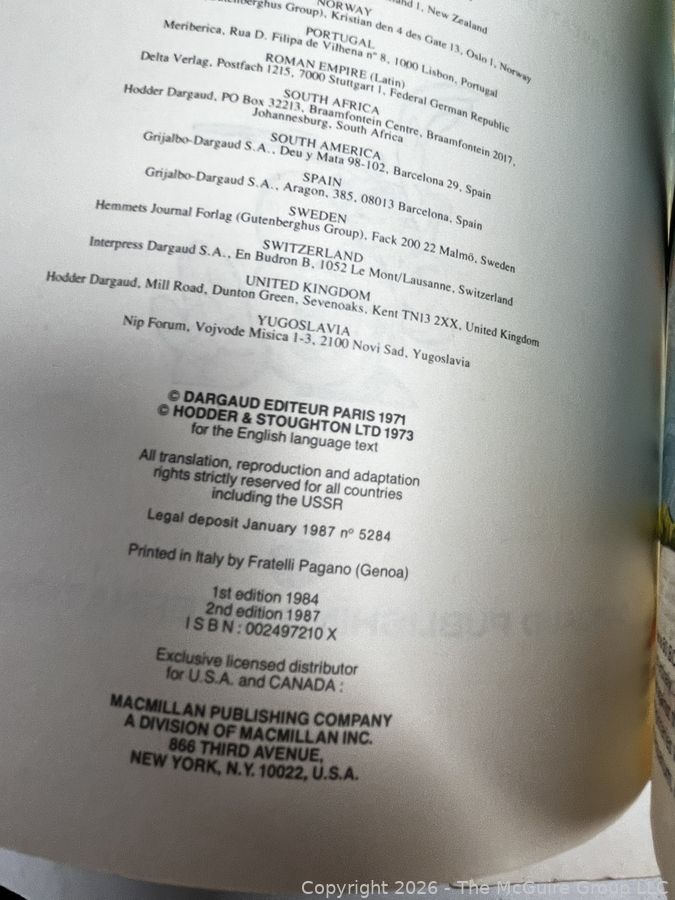 land 1, New Zealand
NORWAY
Gutenberghus Group), Kristian den 4 des Gate 13, Oslo 1, Norway
PORTUGAL
Meriberica, Rua D. Filipa de Vilhena nº 8, 1000 Lisbon, Portugal
ROMAN EMPIRE (Latin)
Delta Verlag, Postfach 1215, 7000 Stuttgart 1, Federal German Republic
SOUTH AFRICA
Hodder Dargaud, PO Box 32213, Braamfontein Centre, Braamfontein 2017,
Johannesburg, South Africa
SOUTH AMERICA
Grijalbo-Dargaud S.A., Deu y Mata 98-102, Barcelona 29, Spain
SPAIN
Grijalbo-Dargaud S.A., Aragon, 385, 08013 Barcelona, Spain
SWEDEN
Hemmets Journal Forlag (Gutenberghus Group), Fack 200 22 Malmö, Sweden
SWITZERLAND
Interpress Dargaud S.A., En Budron B, 1052 Le Mont/Lausanne, Switzerland
UNITED KINGDOM
Hodder Dargaud, Mill Road, Dunton Green, Sevenoaks, Kent TN13 2XX, United Kingdom
YUGOSLAVIA
Nip Forum, Vojvode Misica 1-3, 2100 Novi Sad, Yugoslavia
© DARGAUD EDITEUR PARIS 1971
© HODDER & STOUGHTON LTD 1973
for the English language text
All translation, reproduction and adaptation
rights strictly reserved for all countries
including the USSR
Legal deposit January 1987 nº 5284
Printed in Italy by Fratelli Pagano (Genoa)
1st edition 1984
2nd edition 1987
ISBN : 002497210 X
Exclusive licensed distributor
for U.S.A. and CANADA :
MACMILLAN PUBLISHING COMPANY
A DIVISION OF MACMILLAN INC.
866 THIRD AVENUE,
NEW YORK, N.Y. 10022, U.S.A.
Copyright 2026 - The McGuire Group LLC